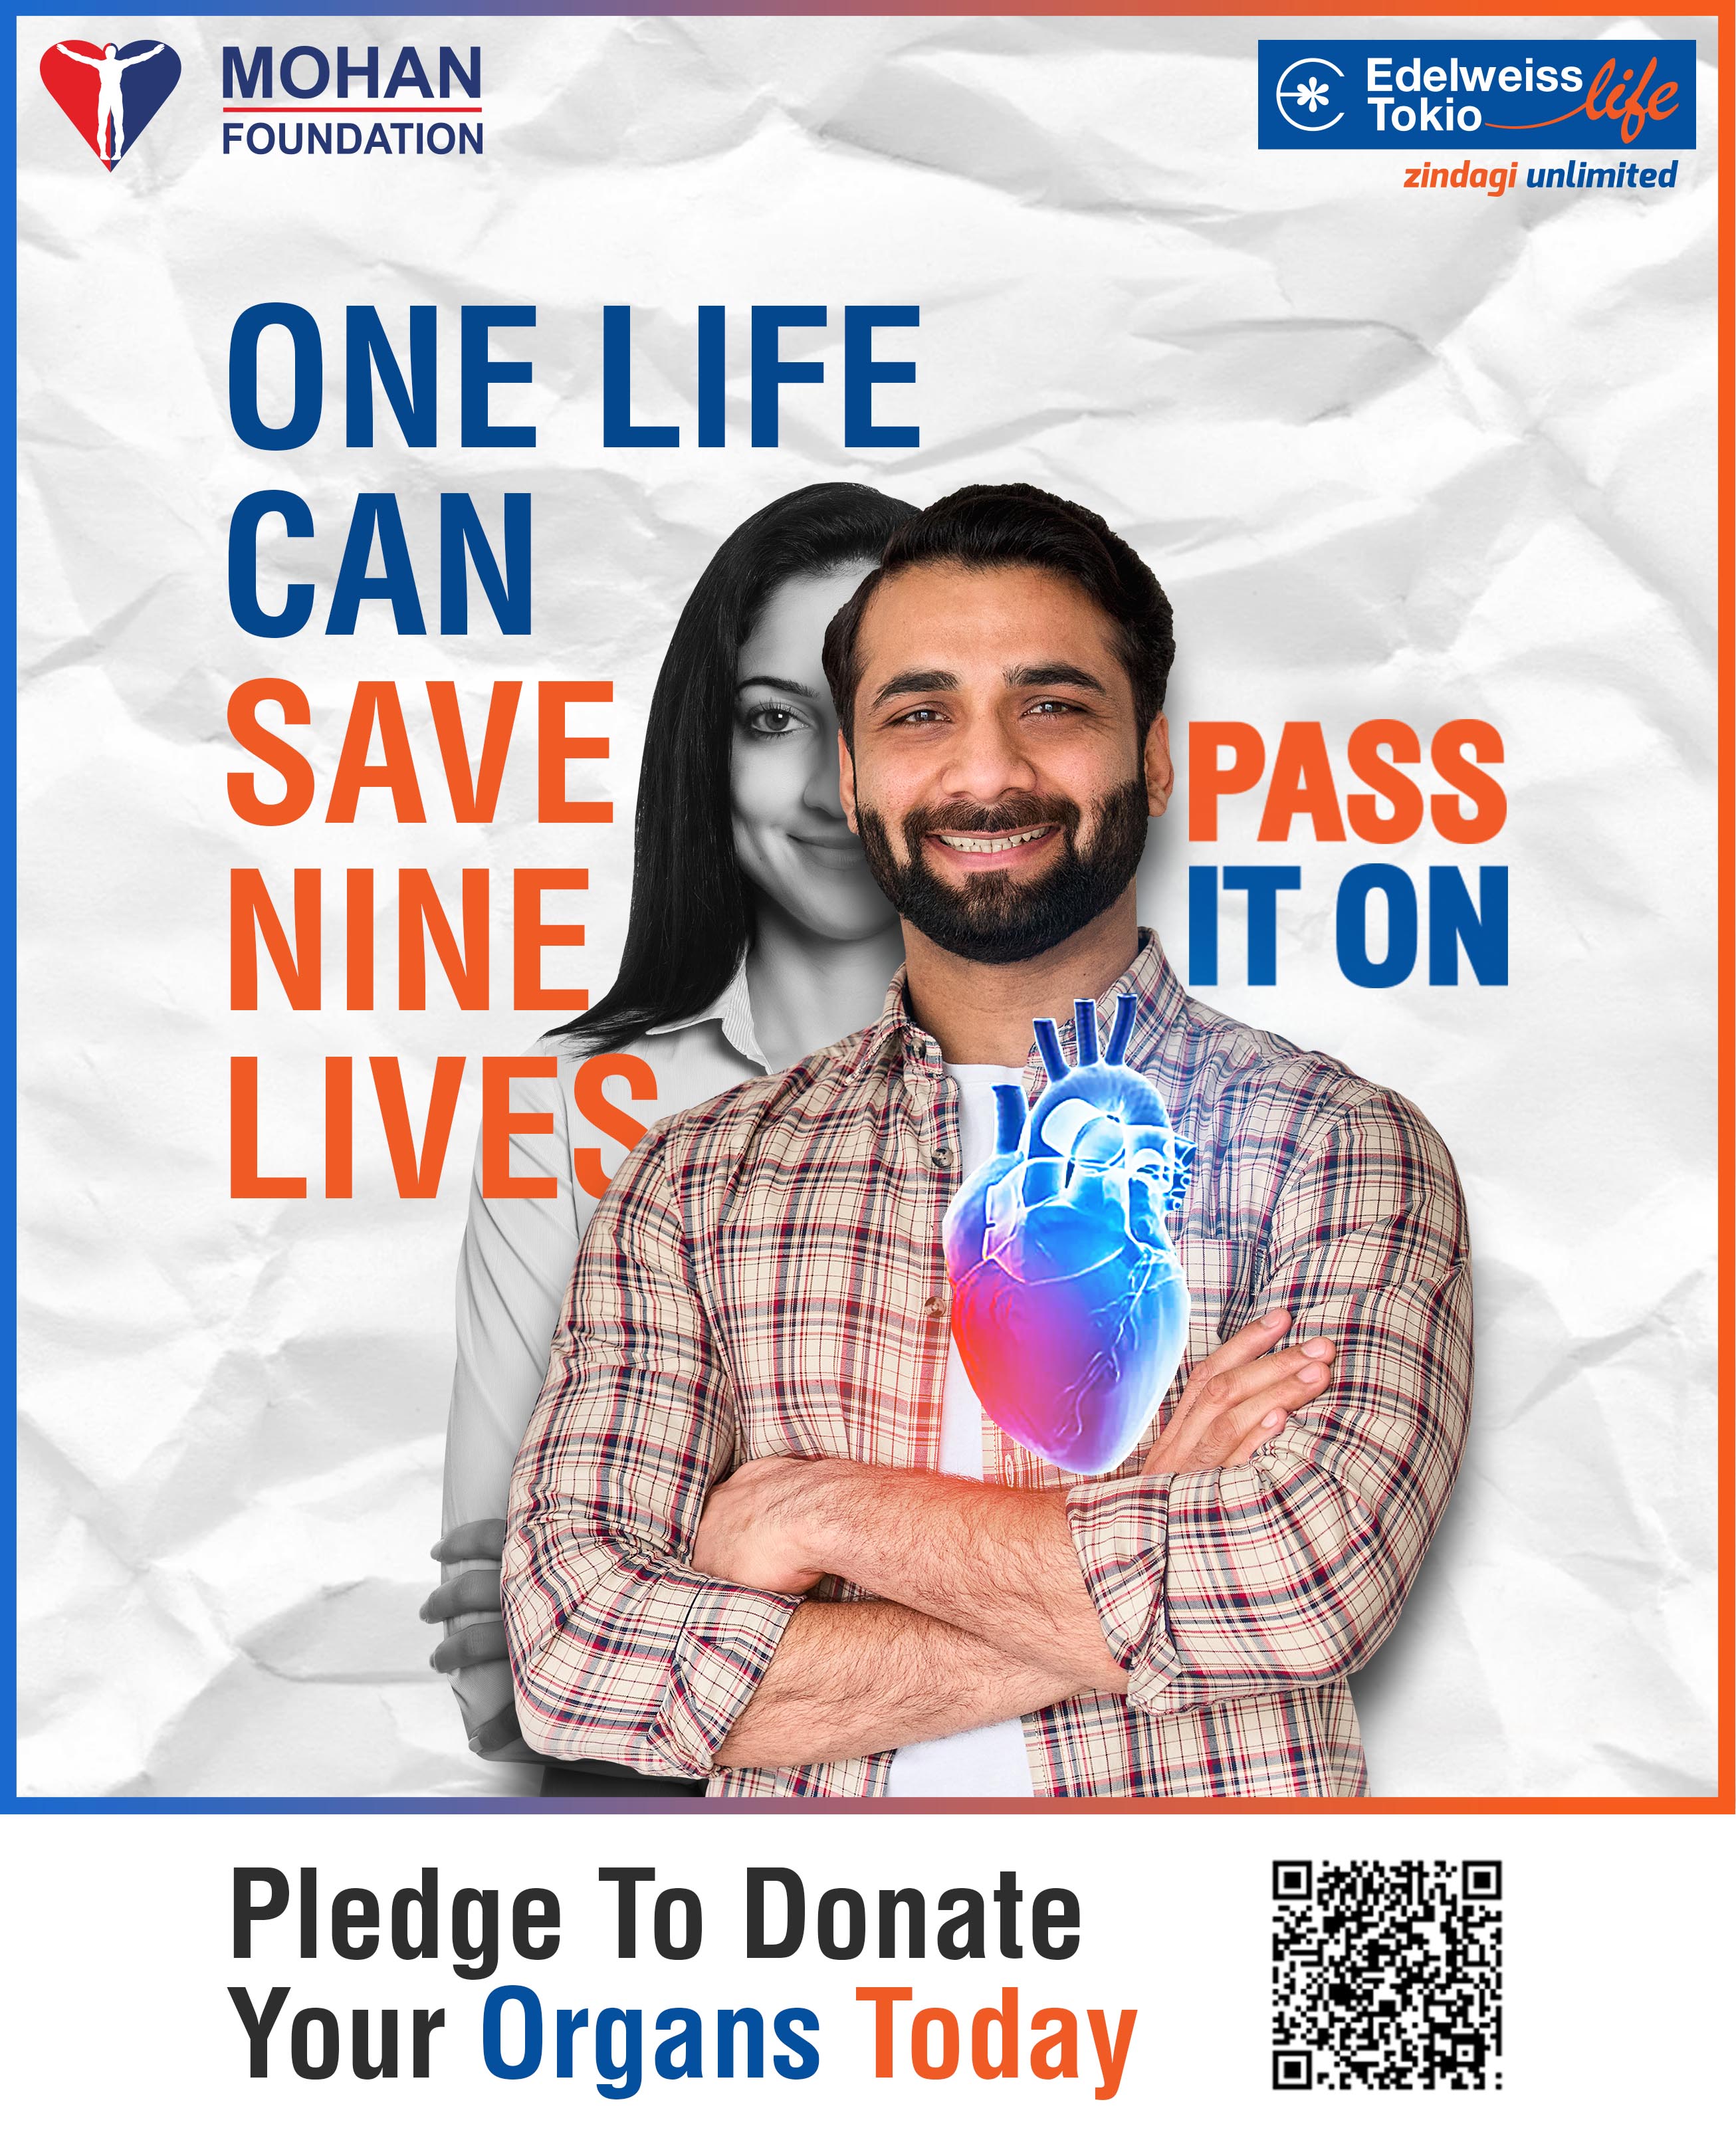 MOHAN
FOUNDATION
Edelweiss
Tokio life
zindagi unlimited
ONE LIFE
CAN
SAVE
NINE
LIVES
PASS
IT ON
Pledge To Donate
Your Organs Today